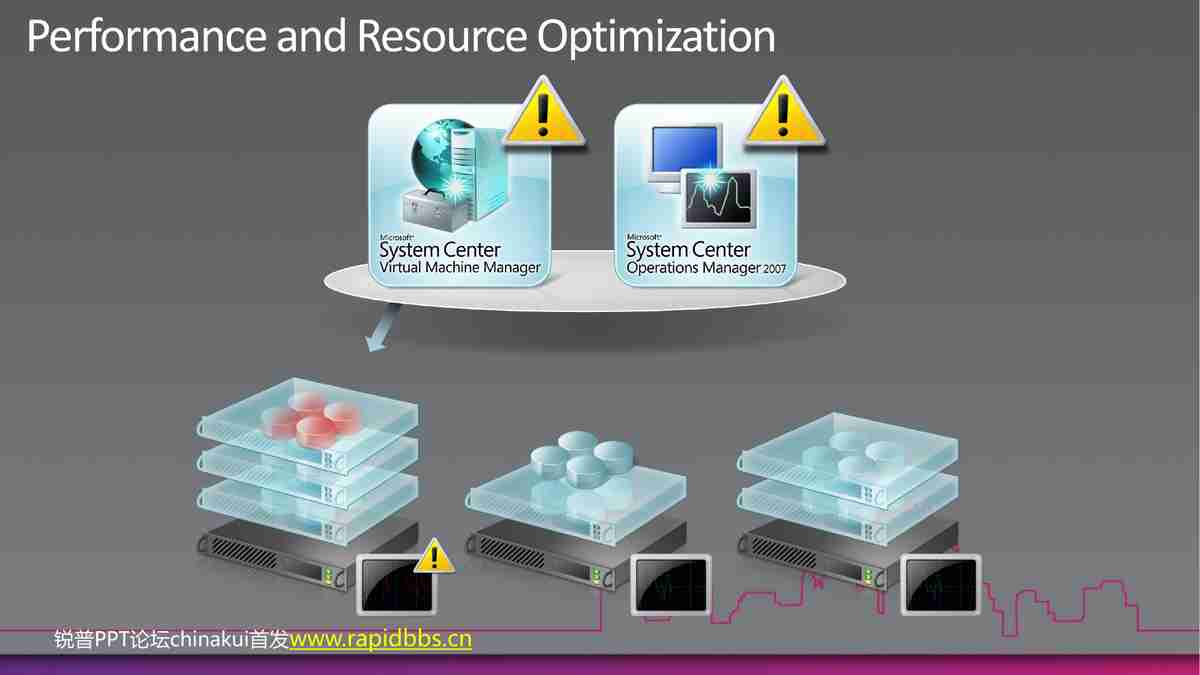 Performance and Resource Optimization
Microsoft®
System Center
Virtual Machine Manager
Microsoft®
System Center
Operations Manager 2007
锐普PPT论坛chinakui首发www.rapidbbs.cn